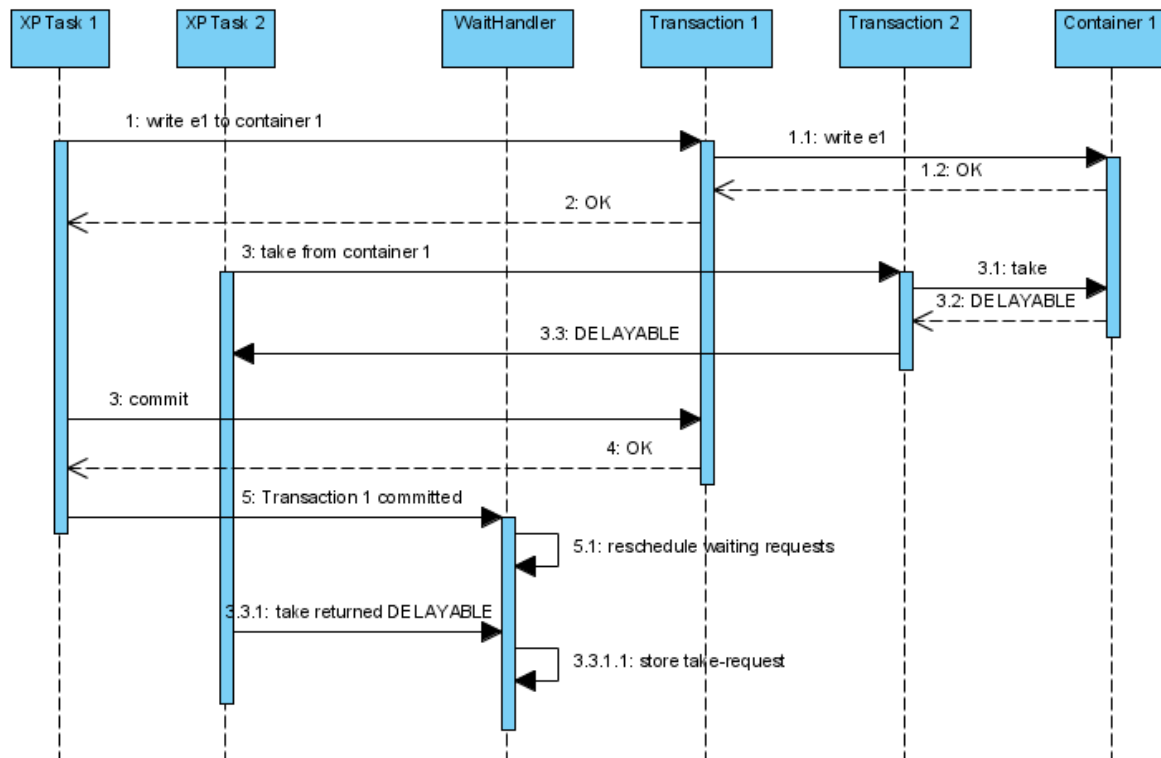 XP Task 1
XP Task 2
WaitHandler
Transaction 1
Transaction 2
Container 1
1: write e1 to container 1
1.1: write e1
1.2: OK
2: OK
3: take from container 1
3.1: take
3.2: DELAYABLE
3.3: DELAYABLE
3: commit
4: OK
5: Transaction 1 committed
5.1: reschedule waiting requests
3.3.1: take returned DELAYABLE
3.3.1.1: store take-request